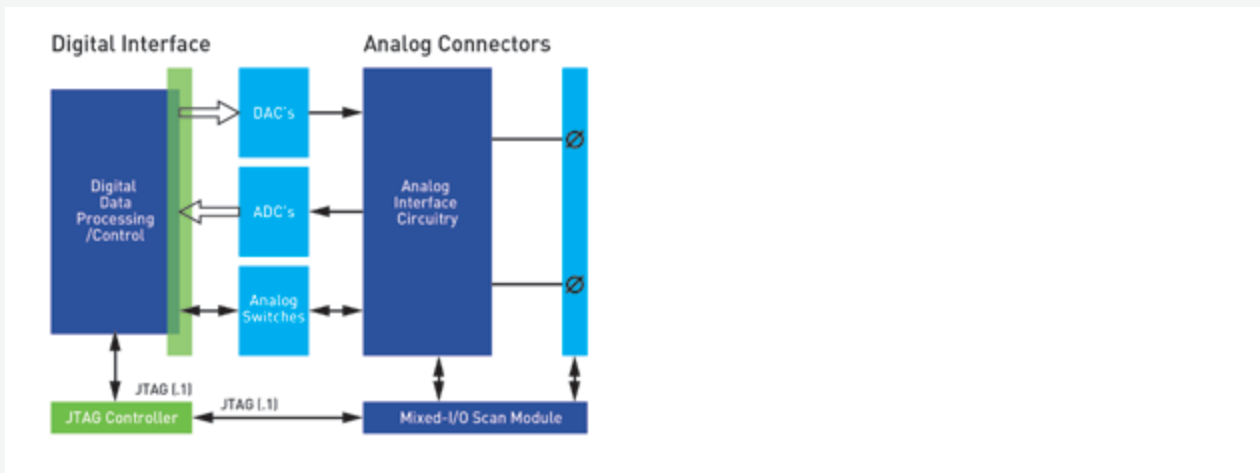 Digital Interface
Analog Connectors
DAC's
Digital
Data
Processing
/Control
ADC's
Analog
Interface
Circuitry
Analog
Switches
JTAG (.1)
JTAG (.1)
JTAG Controller
Mixed-I/O Scan Module